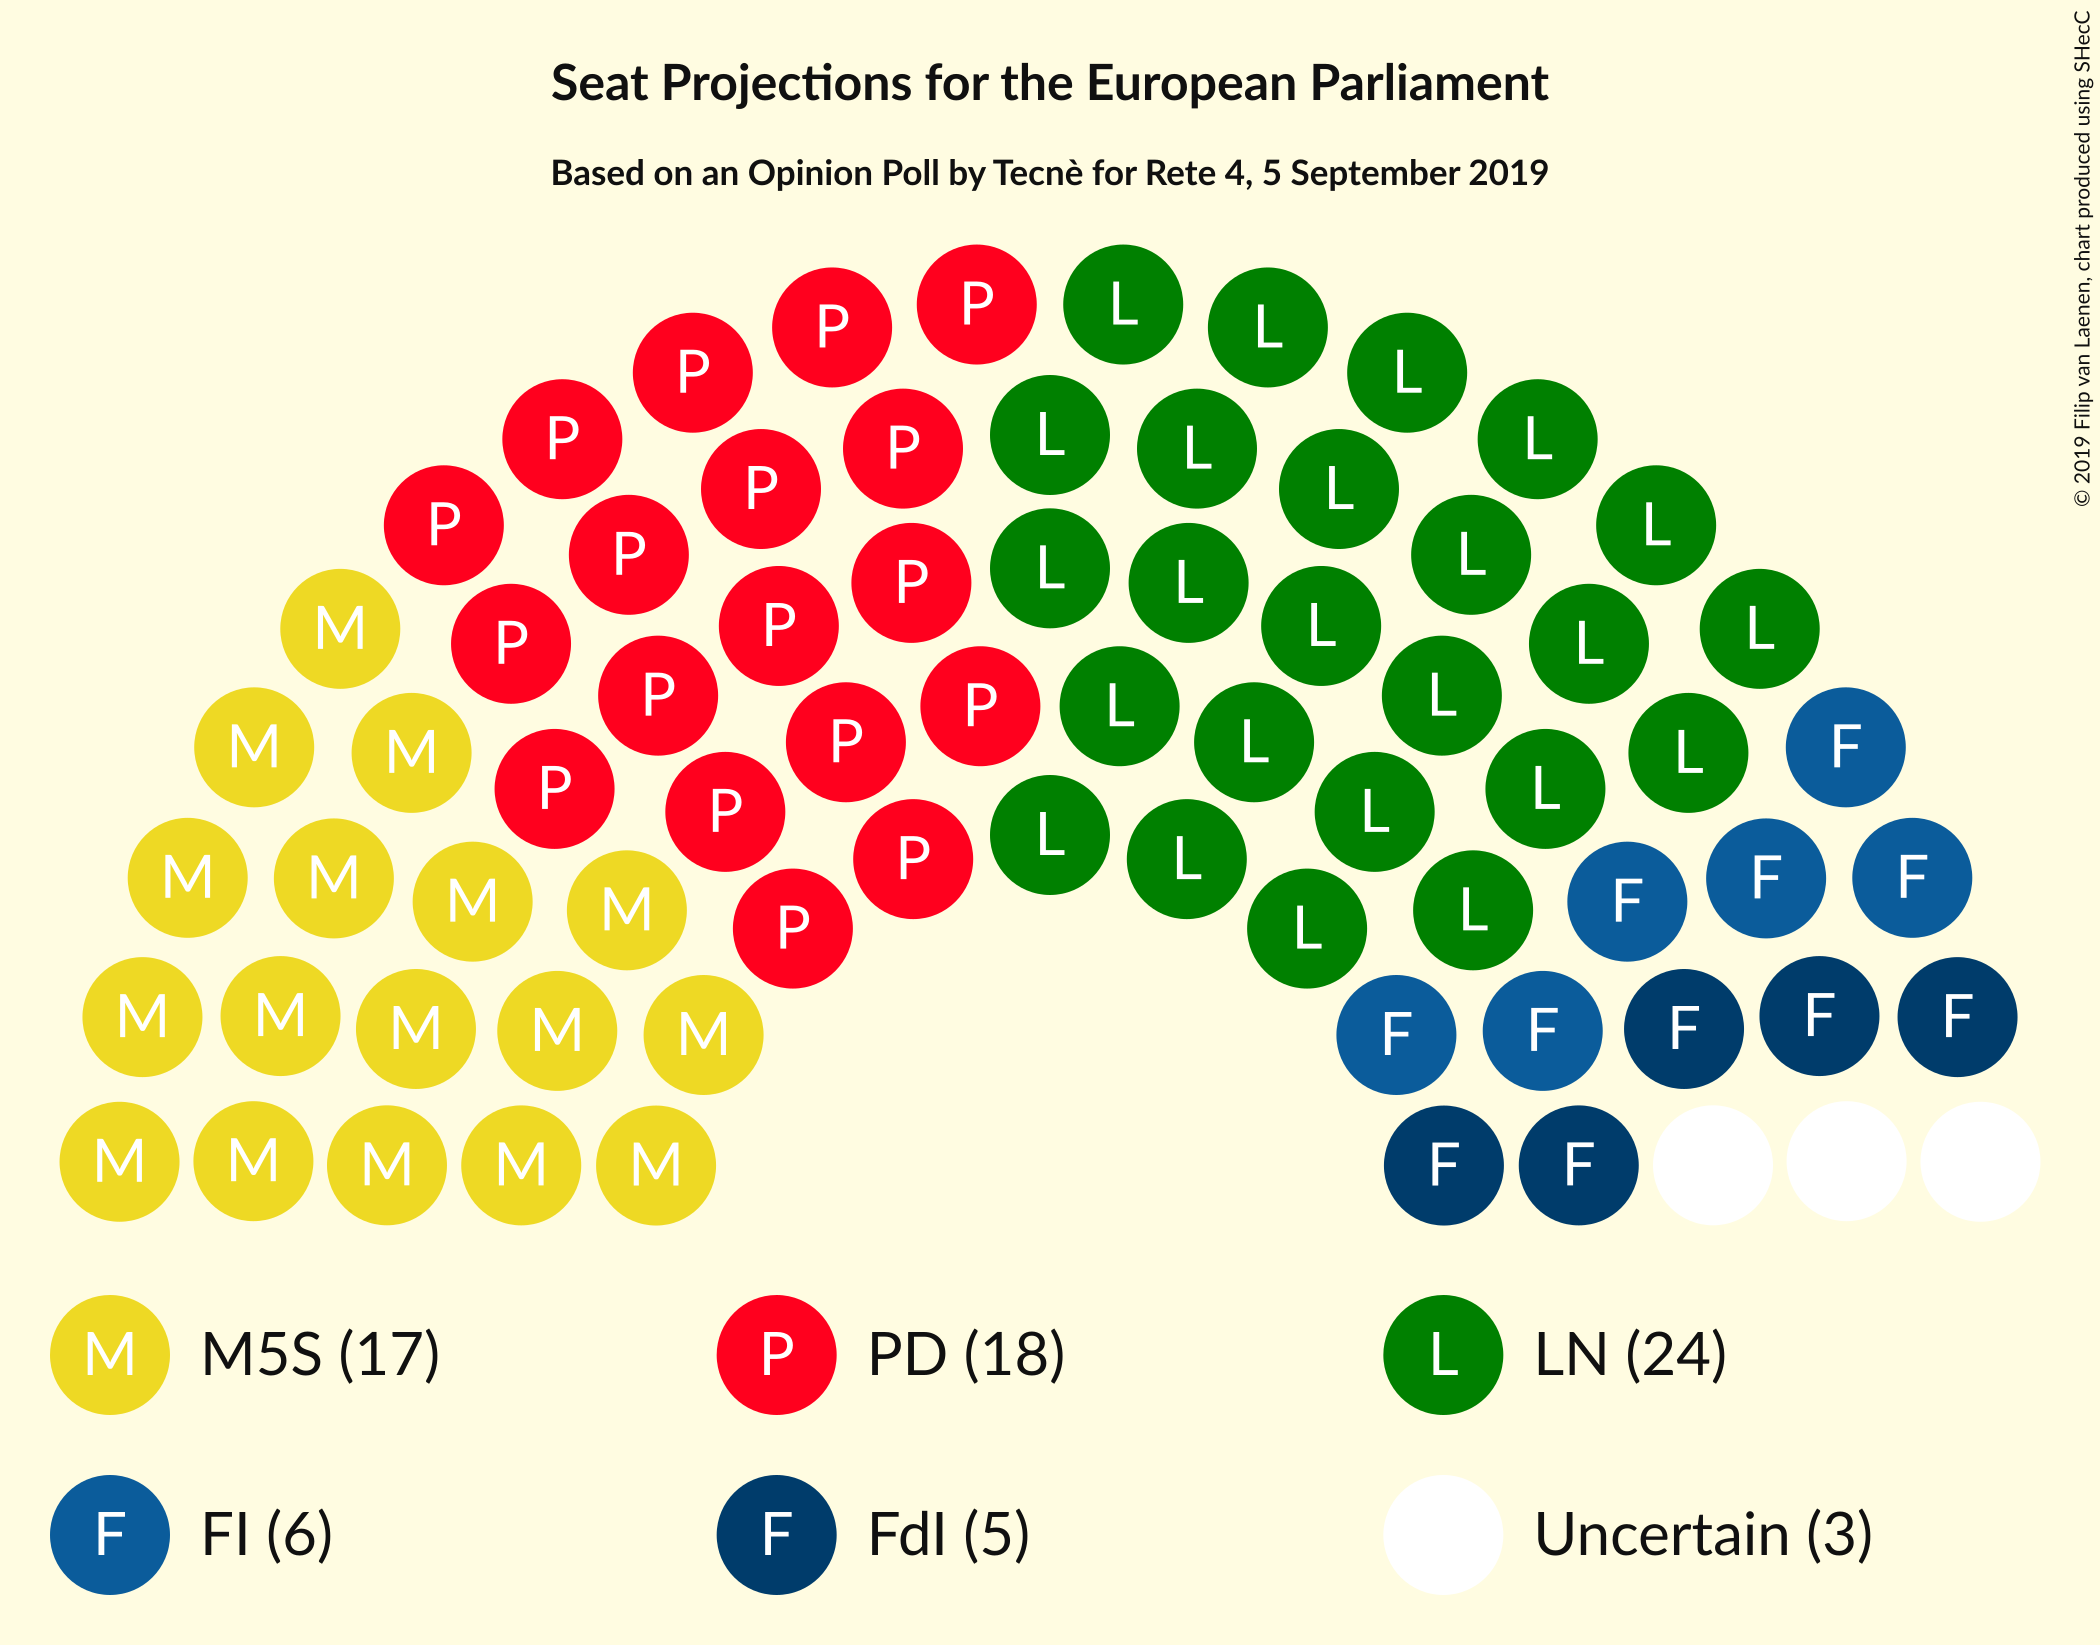 Seat Projections for the European Parliament
Based on an Opinion Poll by Tecnè for Rete 4, 5 September 2019
© 2019 Filip van Laenen, chart produced using SHecC
P P L L
P L
P P L L L
P P L
P P L L
P P L L L
M P L
P P L L
P P L L
M M P L L F
P L
M M M M P P L L L F F F
P L L
M M M M M F F F F F
M M M M M F F
M M5S (17) P PD (18) L LN (24)
F FI (6) F FdI (5) Uncertain (3)